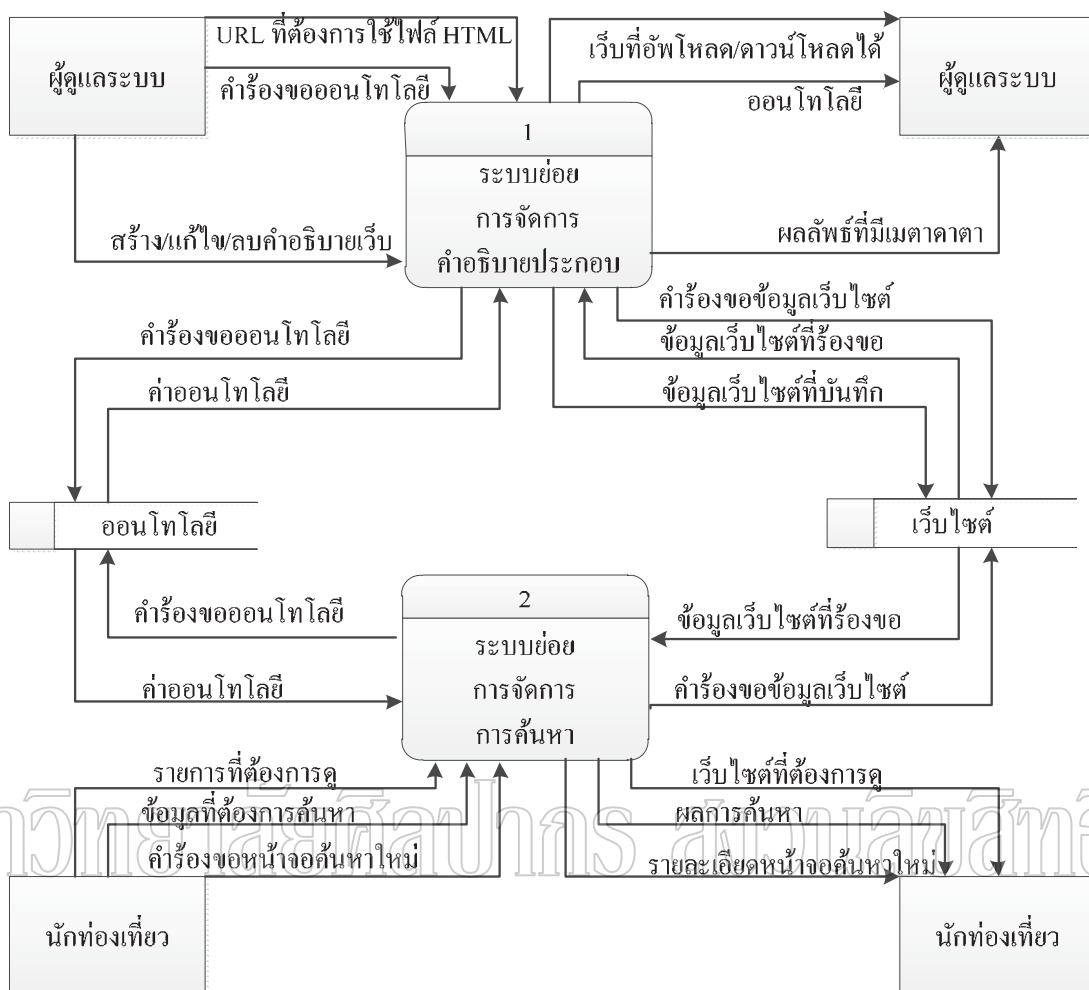 URL ที่ต้องการใช้ไฟล์ HTML
เว็บที่อัพโหลด/ดาวน์โหลดได้
ผู้ดูแลระบบ
ผู้ดูแลระบบ
คำร้องขอออนโทโลยี
ออนโทโลยี
1
ระบบย่อย
การจัดการ
คำอธิบายประกอบ
สร้าง/แก้ไข/ลบคำอธิบายเว็บ
ผลลัพธ์ที่มีเมตาดาตา
คำร้องขอออนโทโลยี
คำร้องขอข้อมูลเว็บไซต์
ข้อมูลเว็บไซต์ที่ร้องขอ
ค่าออนโทโลยี
ข้อมูลเว็บไซต์ที่บันทึก
ออนโทโลยี
เว็บไซต์
2
ระบบย่อย
การจัดการ
การค้นหา
คำร้องขอออนโทโลยี
ข้อมูลเว็บไซต์ที่ร้องขอ
ค่าออนโทโลยี
คำร้องขอข้อมูลเว็บไซต์
รายการที่ต้องการดู
เว็บไซต์ที่ต้องการดู
ข้อมูลที่ต้องการค้นหา
ผลการค้นหา
คำร้องขอหน้าจอค้นหาใหม่
รายละเอียดหน้าจอค้นหาใหม่
นักท่องเที่ยว
นักท่องเที่ยว